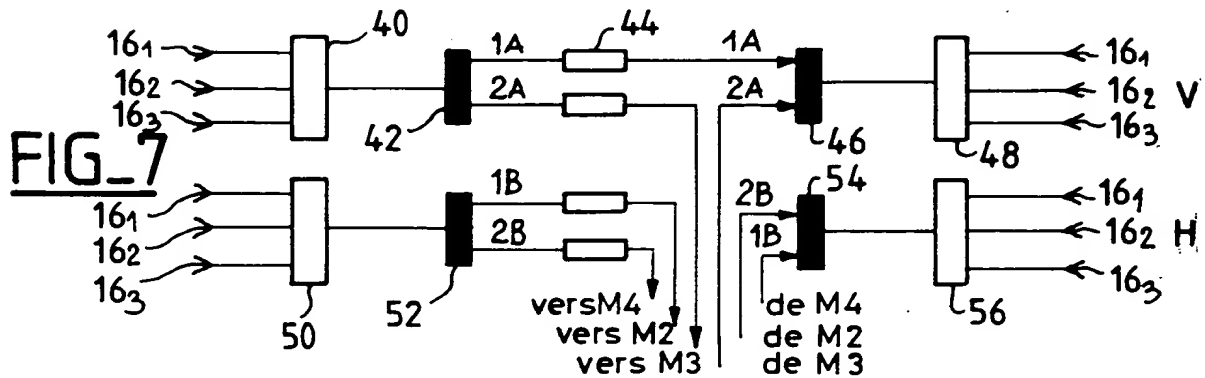 40 44
16₁ 1A 1A 16₁
16₂ 2A 2A 16₂ V
16₃ 42 46 48 16₃
FIG_7 54
16₁ 1B 2B 16₁
16₂ 2B 1B 16₂ H
16₃ 50 52 56 16₃
versM4 de M4
vers M2 de M2
vers M3 de M3